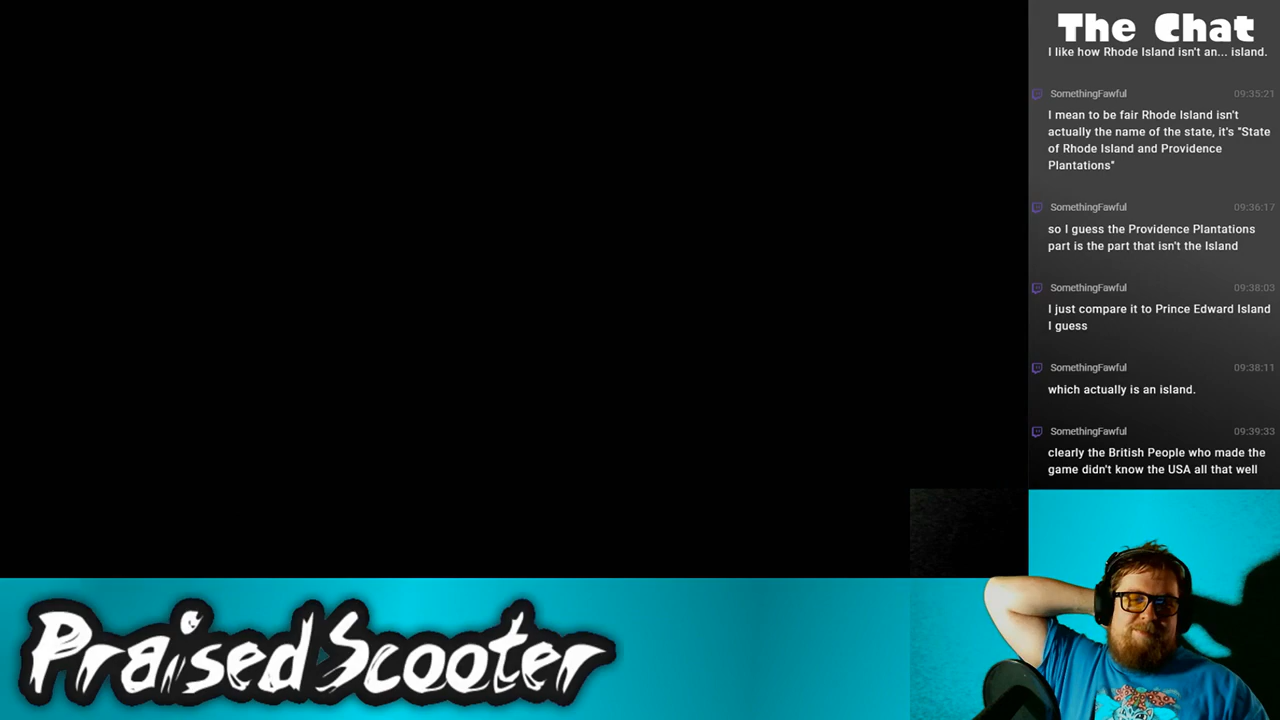 The Chat
I like how Rhode Island isn't an... island.
SomethingFawful 09:35:21
I mean to be fair Rhode Island isn't
actually the name of the state, it's "State
of Rhode Island and Providence
Plantations"
SomethingFawful 09:36:17
so I guess the Providence Plantations
part is the part that isn't the Island
SomethingFawful 09:38:03
I just compare it to Prince Edward Island
I guess
SomethingFawful 09:38:11
which actually is an island.
SomethingFawful 09:39:33
clearly the British People who made the
game didn't know the USA all that well
PraisedScooter